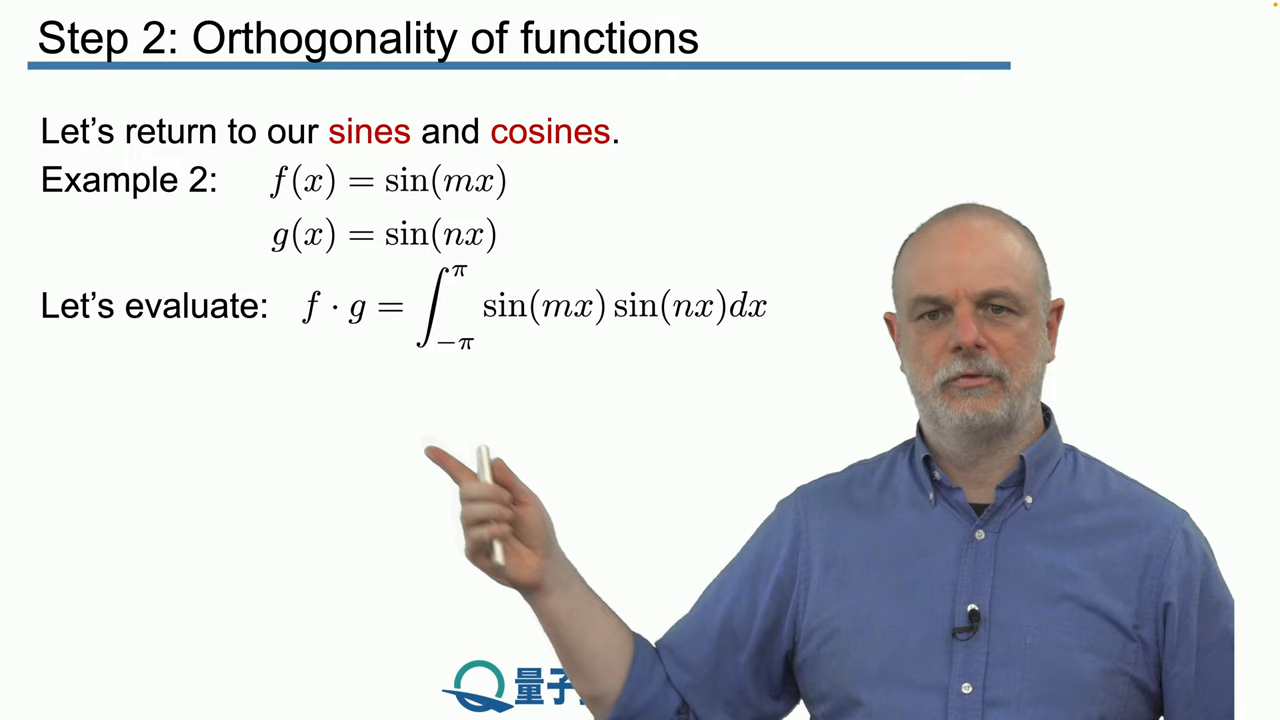 Step 2: Orthogonality of functions
Let's return to our sines and cosines.
Example 2: f(x) = sin(mx)
g(x) = sin(nx)
Let's evaluate: f · g = ∫_{-π}^{π} sin(mx) sin(nx)dx
量子